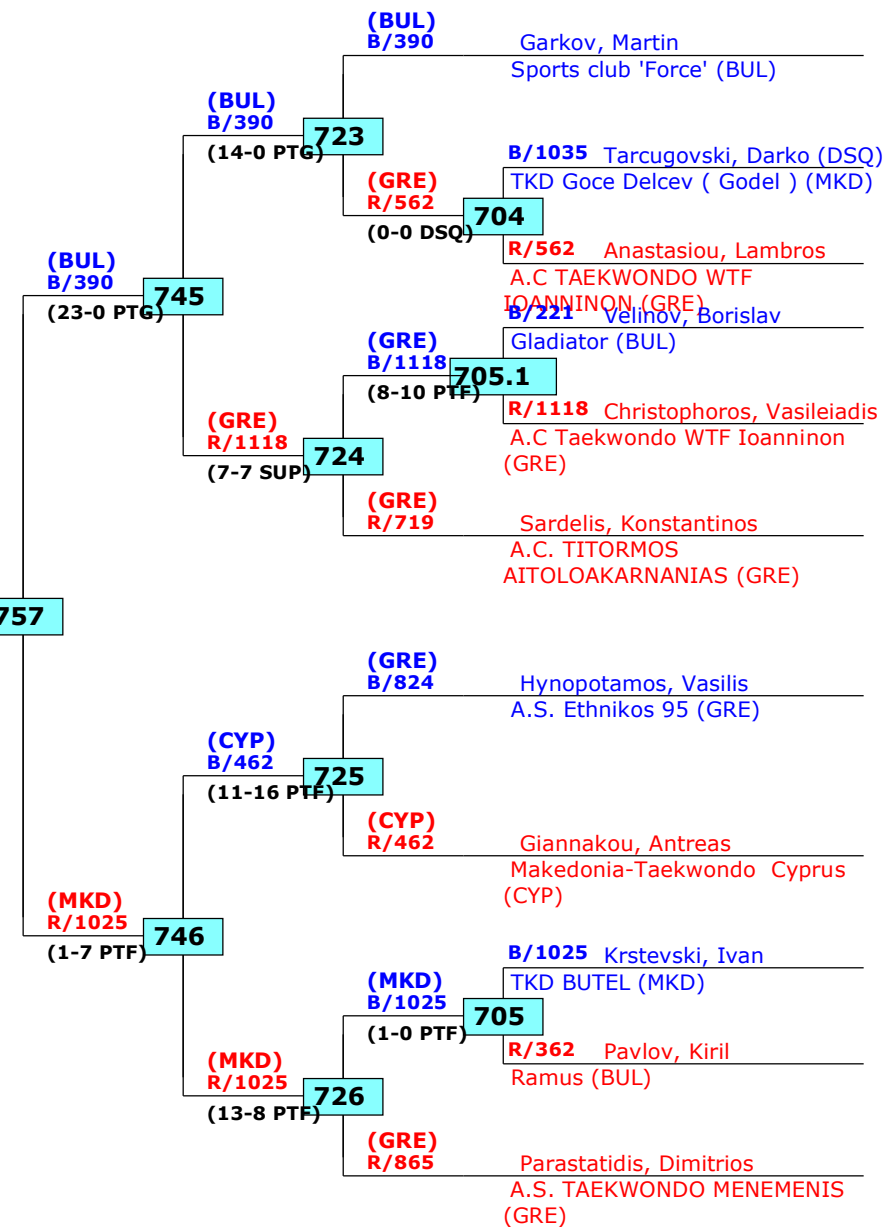 (BUL)
B/390
Garkov, Martin
Sports club 'Force' (BUL)
(BUL)
B/390
723
(14-0 PTG)
B/1035 Tarcugovski, Darko (DSQ)
TKD Goce Delcev ( Godel ) (MKD)
(GRE)
R/562
704
(0-0 DSQ)
R/562 Anastasiou, Lambros
A.C TAEKWONDO WTF
IOANNINON (GRE)
(BUL)
B/390
745
(23-0 PTG)
B/221 Velinov, Borislav
Gladiator (BUL)
(GRE)
B/1118
705.1
(8-10 PTF)
R/1118 Christophoros, Vasileiadis
A.C Taekwondo WTF Ioanninon
(GRE)
(GRE)
R/1118
724
(7-7 SUP)
(GRE)
R/719
Sardelis, Konstantinos
A.C. TITORMOS
AITOLOAKARNANIAS (GRE)
757
(GRE)
B/824
Hynopotamos, Vasilis
A.S. Ethnikos 95 (GRE)
(CYP)
B/462
725
(11-16 PTF)
(CYP)
R/462
Giannakou, Antreas
Makedonia-Taekwondo Cyprus
(CYP)
(MKD)
R/1025
746
(1-7 PTF)
B/1025 Krstevski, Ivan
TKD BUTEL (MKD)
(MKD)
B/1025
705
(1-0 PTF)
R/362 Pavlov, Kiril
Ramus (BUL)
(MKD)
R/1025
726
(13-8 PTF)
(GRE)
R/865
Parastatidis, Dimitrios
A.S. TAEKWONDO MENEMENIS
(GRE)